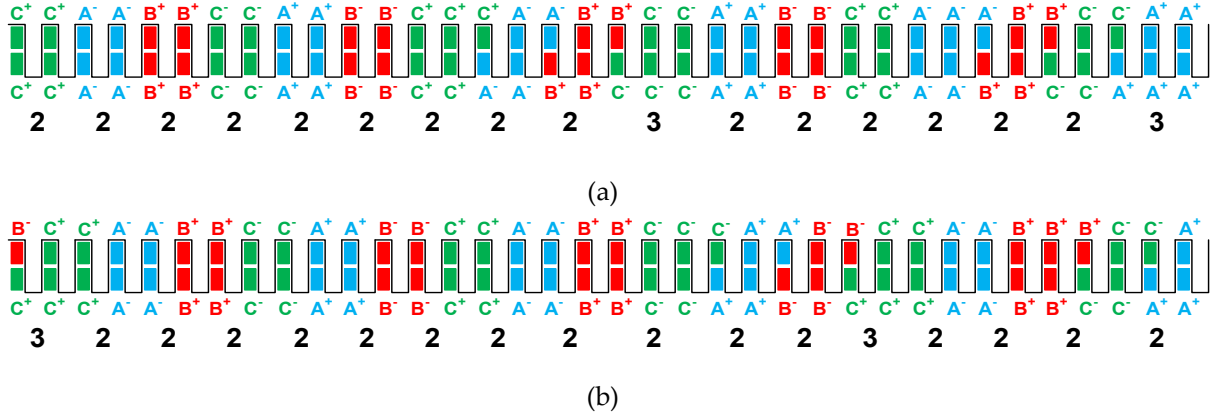 C⁺ C⁺ A⁻ A⁻ B⁺ B⁺ C⁻ C⁻ A⁺ A⁺ B⁻ B⁻ C⁺ C⁺ C⁺ A⁻ A⁻ B⁺ B⁺ C⁻ C⁻ A⁺ A⁺ B⁻ B⁻ C⁺ C⁺ A⁻ A⁻ A⁻ B⁺ B⁺ C⁻ C⁻ A⁺ A⁺
C⁺ C⁺ A⁻ A⁻ B⁺ B⁺ C⁻ C⁻ A⁺ A⁺ B⁻ B⁻ C⁺ C⁺ A⁻ A⁻ B⁺ B⁺ C⁻ C⁻ C⁻ A⁺ A⁺ B⁻ B⁻ C⁺ C⁺ A⁻ A⁻ B⁺ B⁺ C⁻ C⁻ A⁺ A⁺ A⁺
2 2 2 2 2 2 2 2 2 3 2 2 2 2 2 2 3
(a)
B⁻ C⁺ C⁺ A⁻ A⁻ B⁺ B⁺ C⁻ C⁻ A⁺ A⁺ B⁻ B⁻ C⁺ C⁺ A⁻ A⁻ B⁺ B⁺ C⁻ C⁻ C⁻ A⁺ A⁺ B⁻ B⁻ C⁺ C⁺ A⁻ A⁻ B⁺ B⁺ B⁺ C⁻ C⁻ A⁺
C⁺ C⁺ C⁺ A⁻ A⁻ B⁺ B⁺ C⁻ C⁻ A⁺ A⁺ B⁻ B⁻ C⁺ C⁺ A⁻ A⁻ B⁺ B⁺ C⁻ C⁻ A⁺ A⁺ B⁻ B⁻ C⁺ C⁺ C⁺ A⁻ A⁻ B⁺ B⁺ C⁻ C⁻ A⁺ A⁺
3 2 2 2 2 2 2 2 2 2 2 2 3 2 2 2 2
(b)